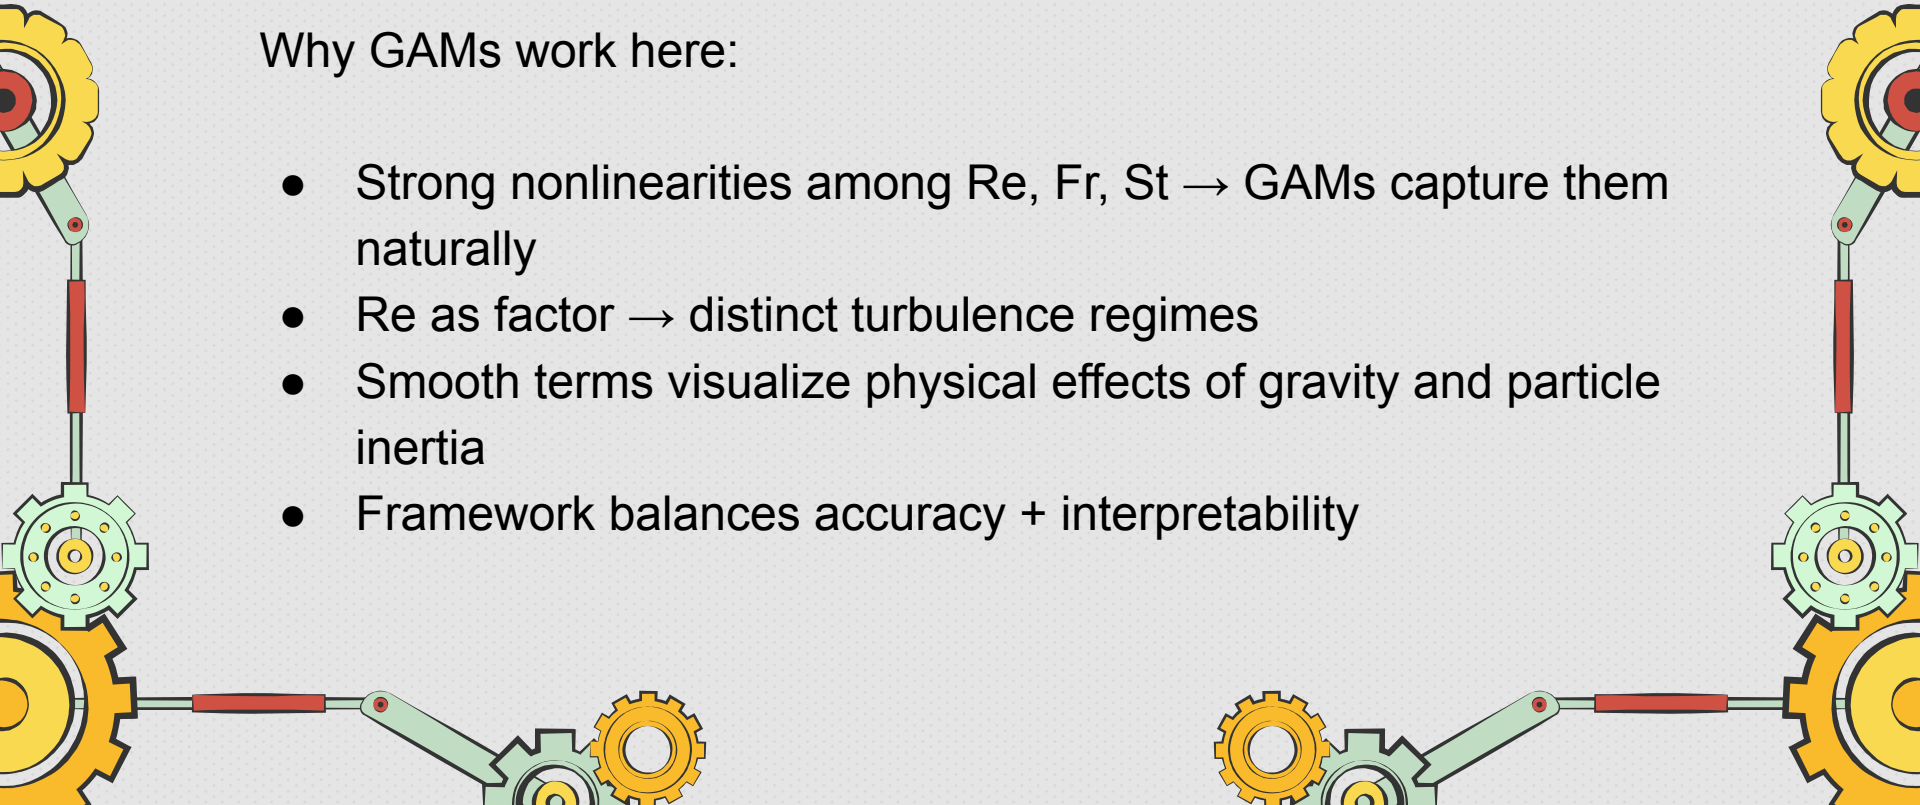 Why GAMs work here:
● Strong nonlinearities among Re, Fr, St → GAMs capture them
naturally
● Re as factor → distinct turbulence regimes
● Smooth terms visualize physical effects of gravity and particle
inertia
● Framework balances accuracy + interpretability